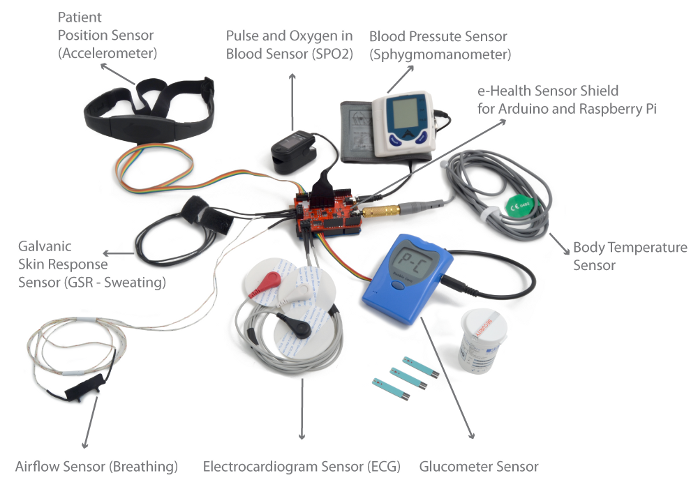 Patient
Position Sensor
(Accelerometer)
Pulse and Oxygen in
Blood Sensor (SPO2)
Blood Pressute Sensor
(Sphygmomanometer)
e-Health Sensor Shield
for Arduino and Raspberry Pi
P-C
Galvanic
Skin Response
Sensor (GSR - Sweating)
Body Temperature
Sensor
Airflow Sensor (Breathing)
Electrocardiogram Sensor (ECG)
Glucometer Sensor